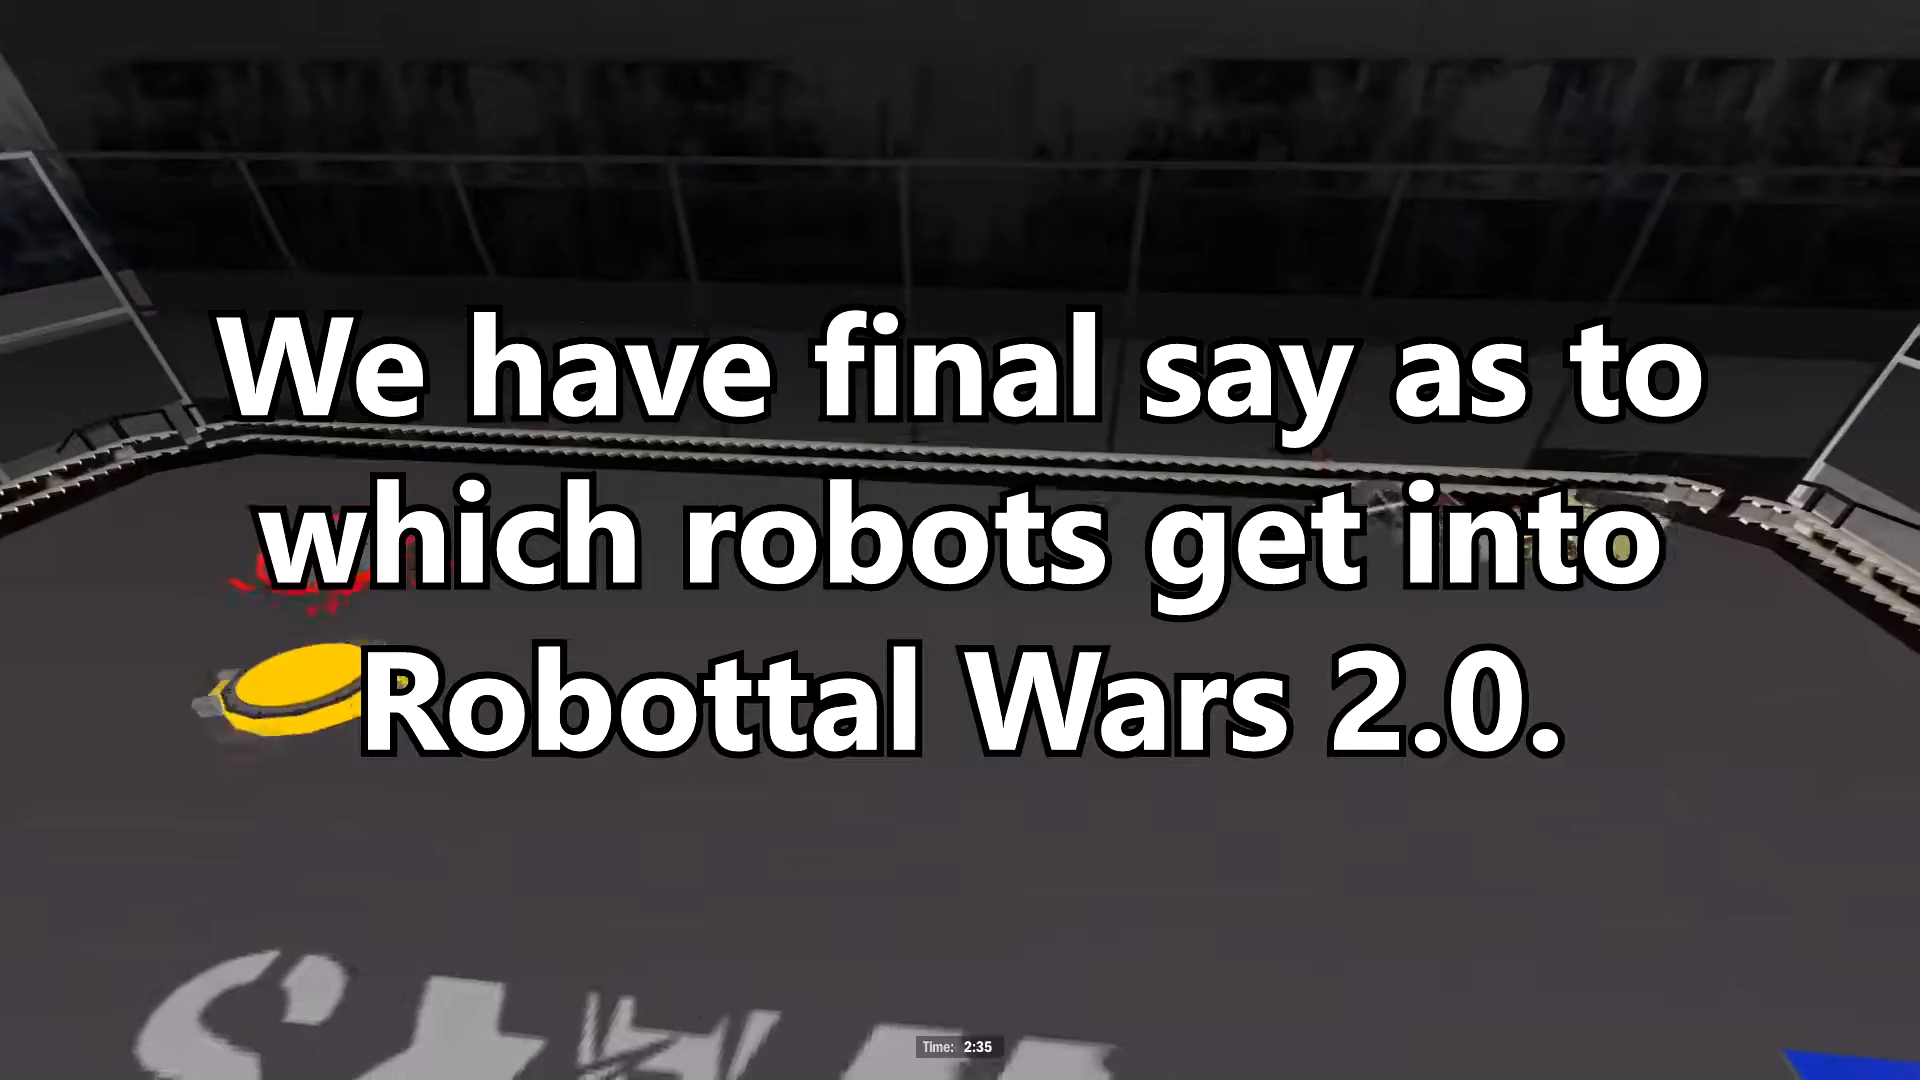 We have final say as to
which robots get into
Robottal Wars 2.0.
Time: 2:35